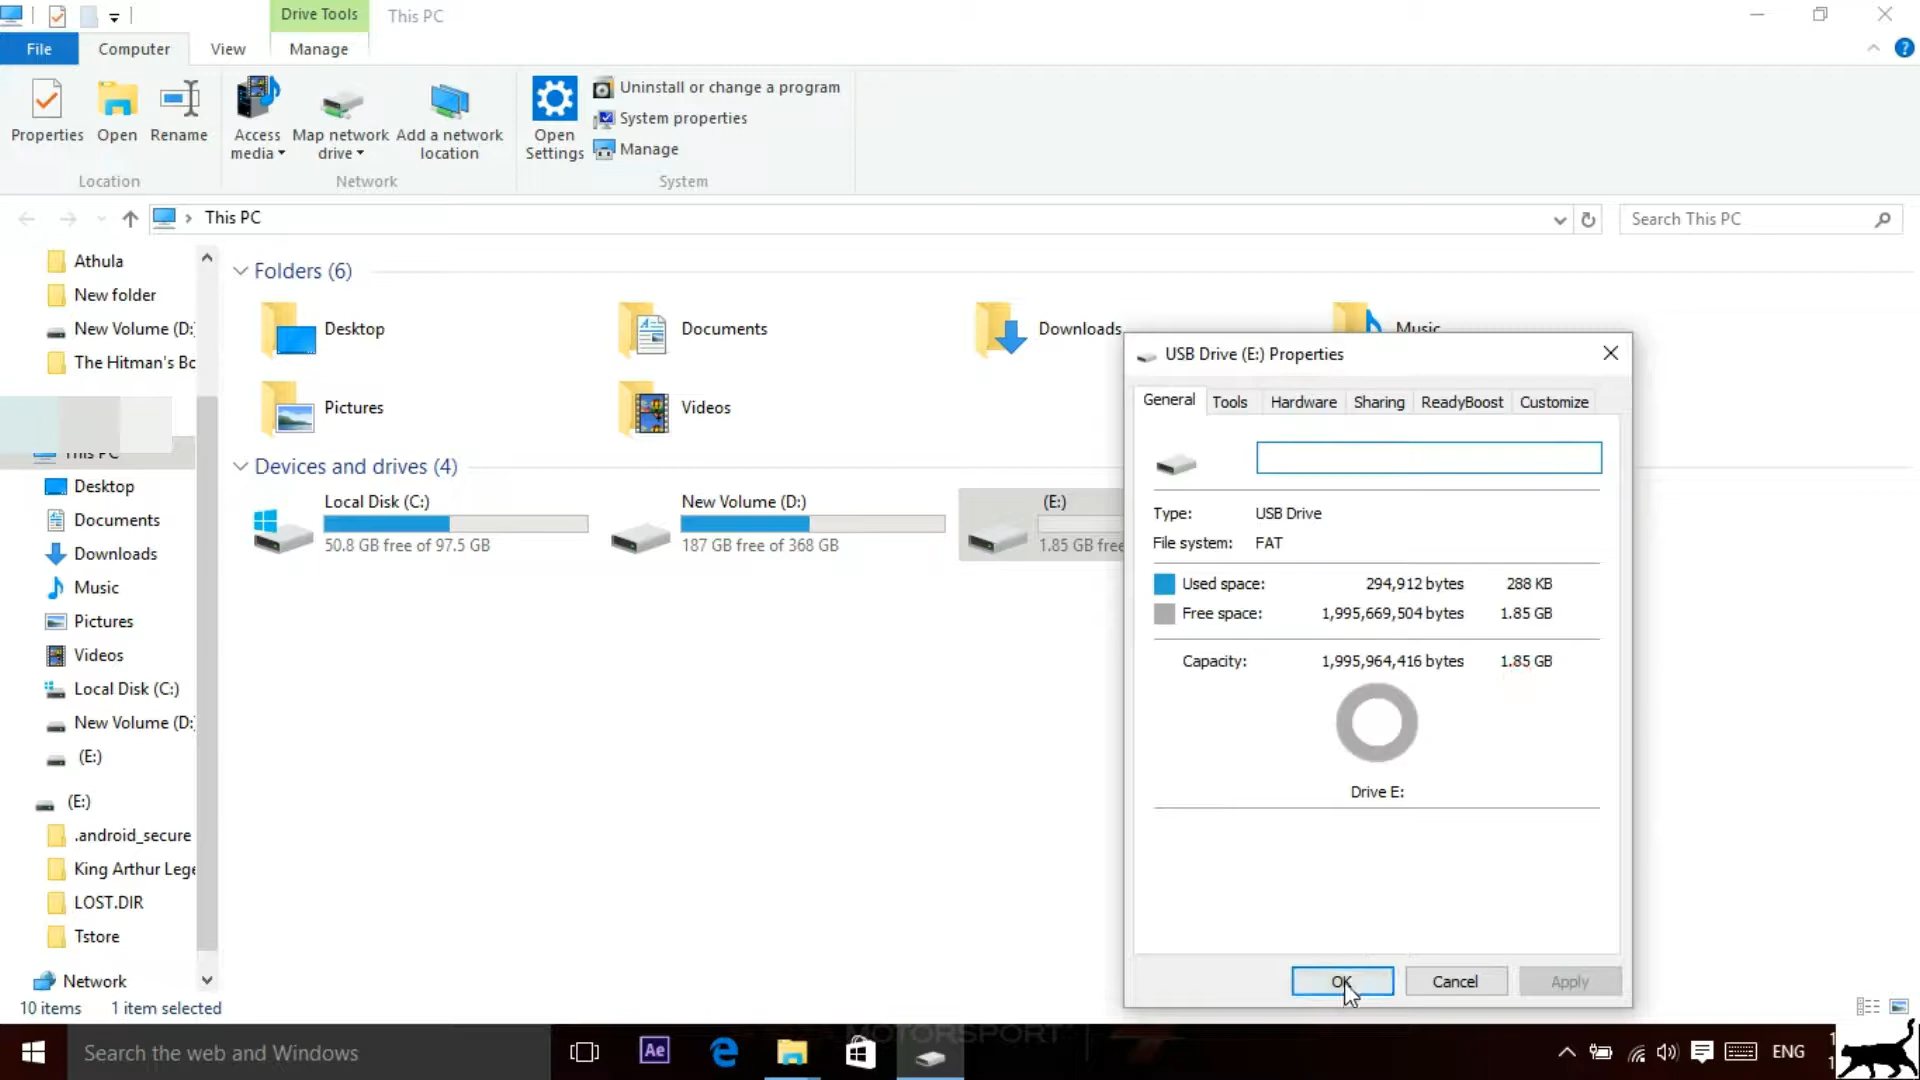 Drive Tools
This PC
File
Computer
View
Manage
Properties
Open
Rename
Access
media
Map network
drive
Add a network
location
Open
Settings
Uninstall or change a program
System properties
Manage
Location
Network
System
This PC
Search This PC
Athula
New folder
New Volume (D:)
The Hitman's Bo
This PC
Desktop
Documents
Downloads
Music
Pictures
Videos
Local Disk (C:)
New Volume (D:
(E:)
(E:)
.android_secure
King Arthur Lege
LOST.DIR
Tstore
Network
Folders (6)
Desktop
Documents
Downloads
Music
Pictures
Videos
Devices and drives (4)
Local Disk (C:)
50.8 GB free of 97.5 GB
New Volume (D:)
187 GB free of 368 GB
(E:)
1.85 GB free
USB Drive (E:) Properties
General
Tools
Hardware
Sharing
ReadyBoost
Customize
Type: USB Drive
File system: FAT
Used space: 294,912 bytes 288 KB
Free space: 1,995,669,504 bytes 1.85 GB
Capacity: 1,995,964,416 bytes 1.85 GB
Drive E:
OK
Cancel
Apply
10 items 1 item selected
MOTORSPORT
Search the web and Windows
Ae
ENG